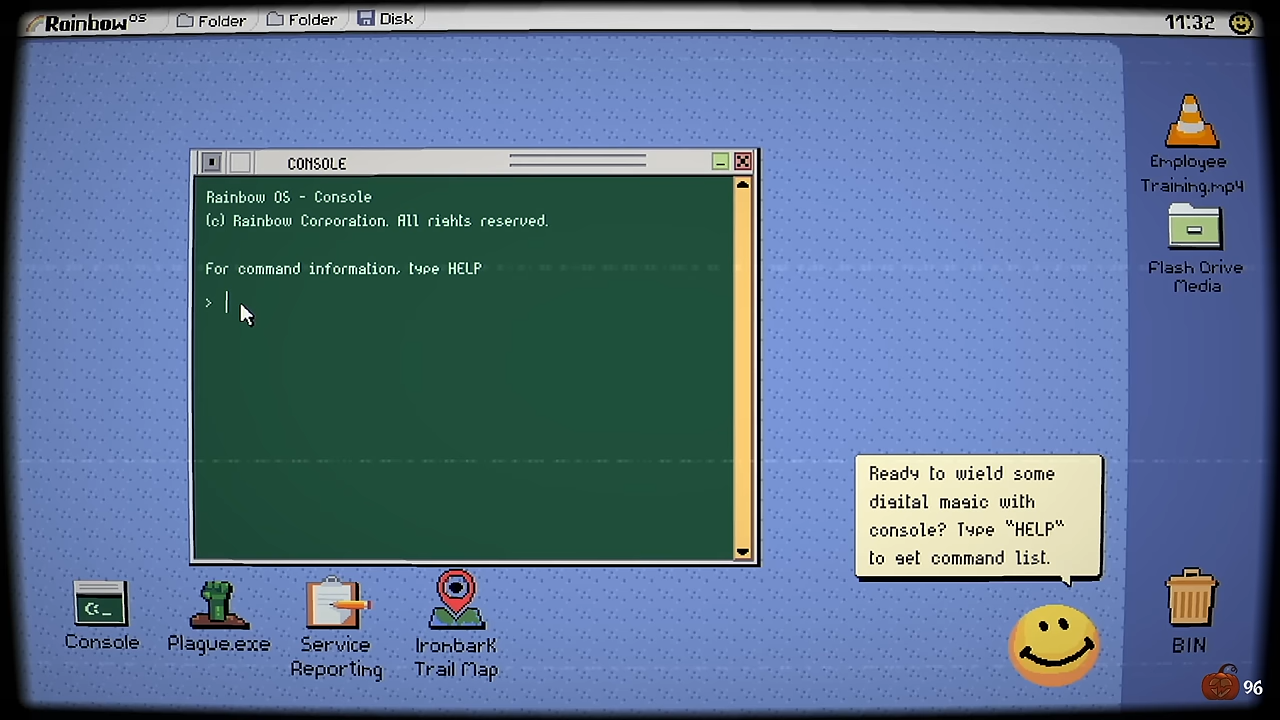 RainbowOS
Folder
Folder
Disk
11:32
CONSOLE
Rainbow OS - Console
(c) Rainbow Corporation. All rights reserved.
For command information, type HELP
>
Employee
Training.mp4
Flash Drive
Media
Ready to wield some
digital magic with
console? Type "HELP"
to get command list.
C:_
Console
Plague.exe
Service
Reporting
Ironbark
Trail Map
BIN
96